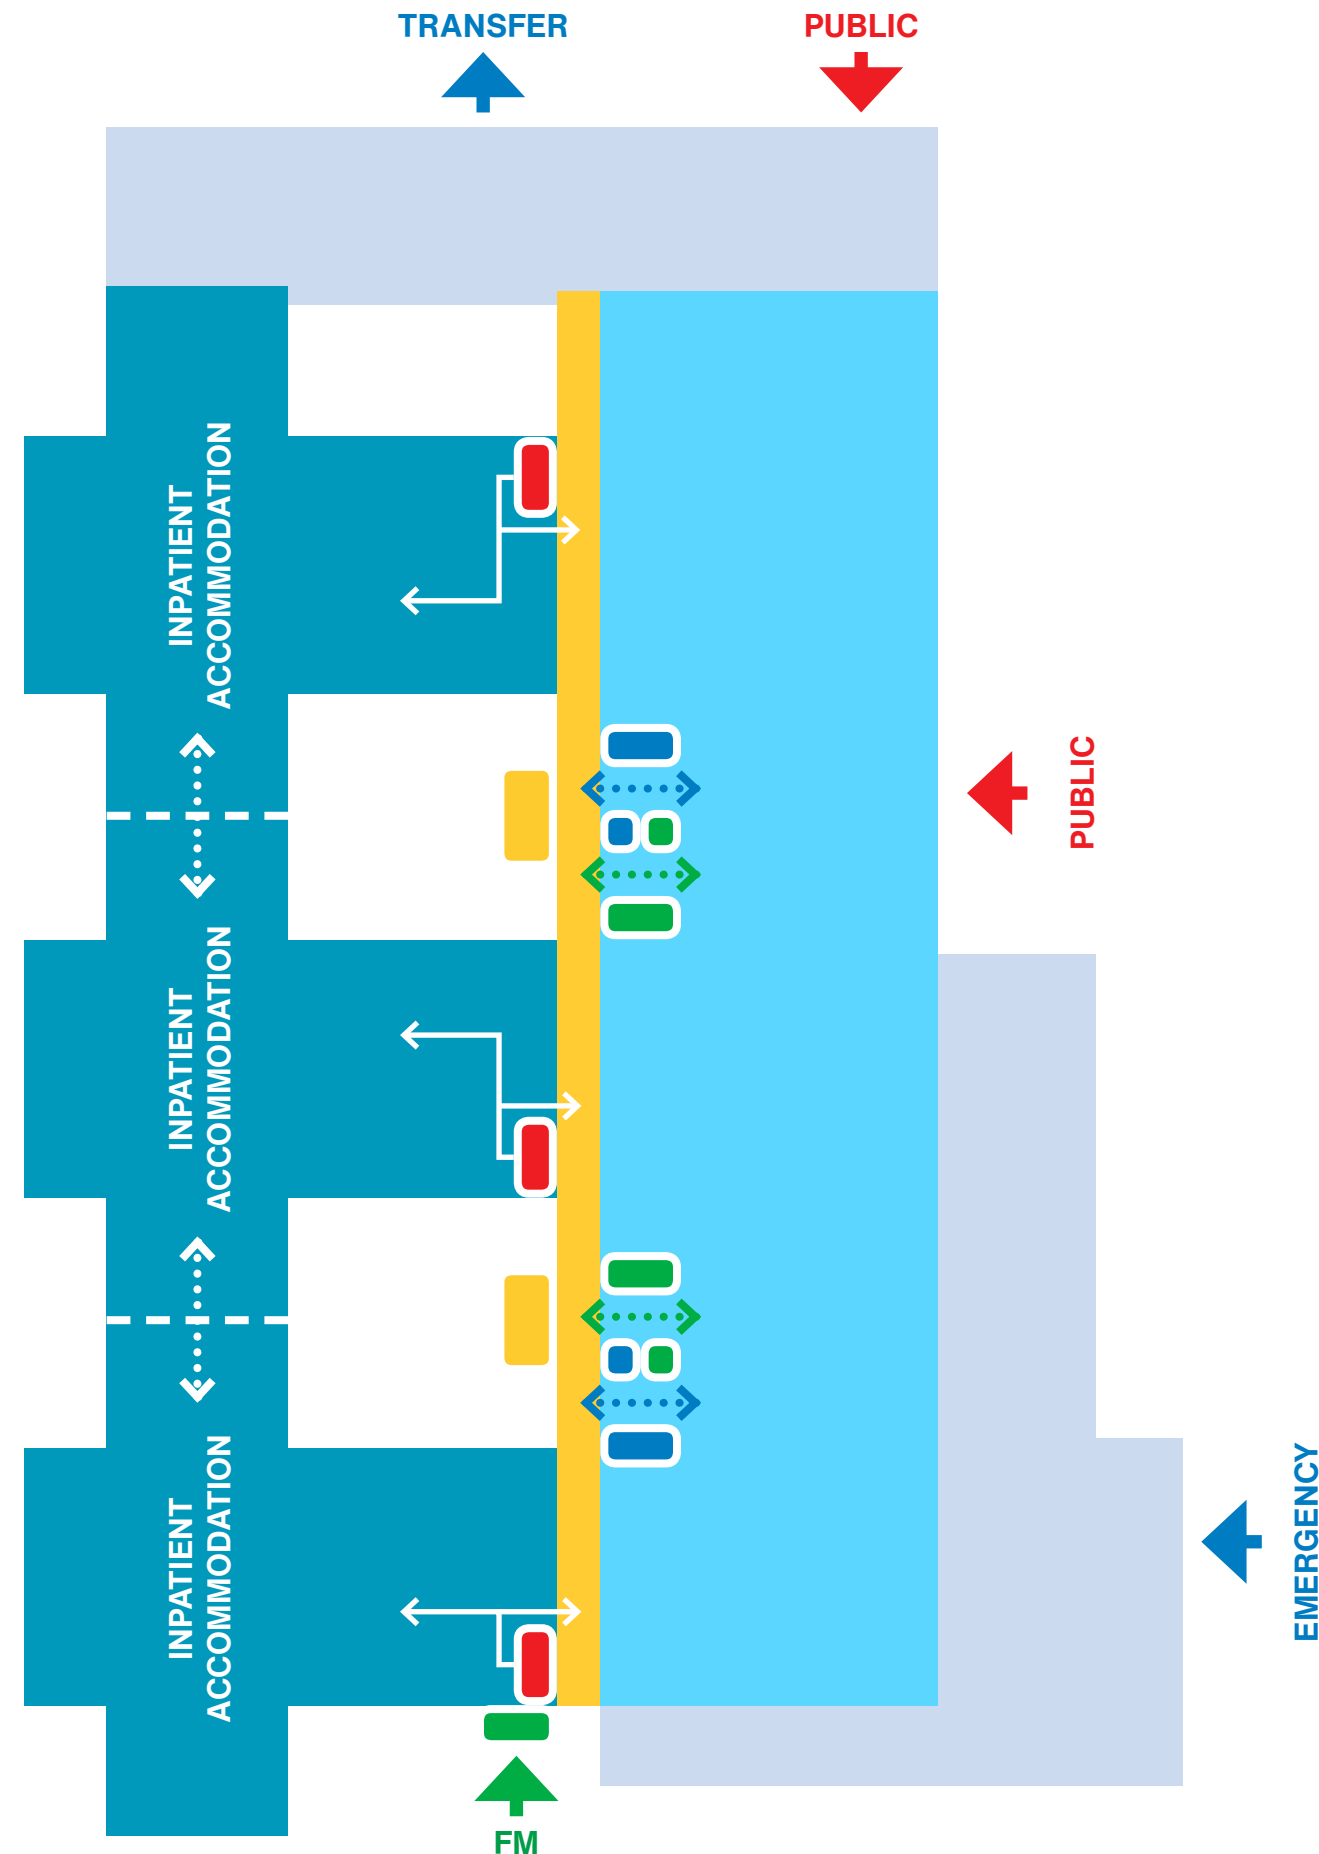 TRANSFER
PUBLIC
INPATIENT
ACCOMMODATION
PUBLIC
INPATIENT
ACCOMMODATION
INPATIENT
ACCOMMODATION
EMERGENCY
FM